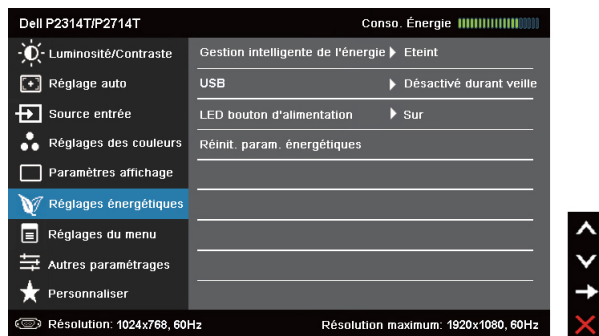 Dell P2314T/P2714T Conso. Énergie
Luminosité/Contraste
Gestion intelligente de l'énergie Eteint
Réglage auto
USB Désactivé durant veille
Source entrée
LED bouton d'alimentation Sur
Réglages des couleurs
Réinit. param. énergétiques
Paramètres affichage
Réglages énergétiques
Réglages du menu
Autres paramétrages
Personnaliser
Résolution: 1024x768, 60Hz Résolution maximum: 1920x1080, 60Hz